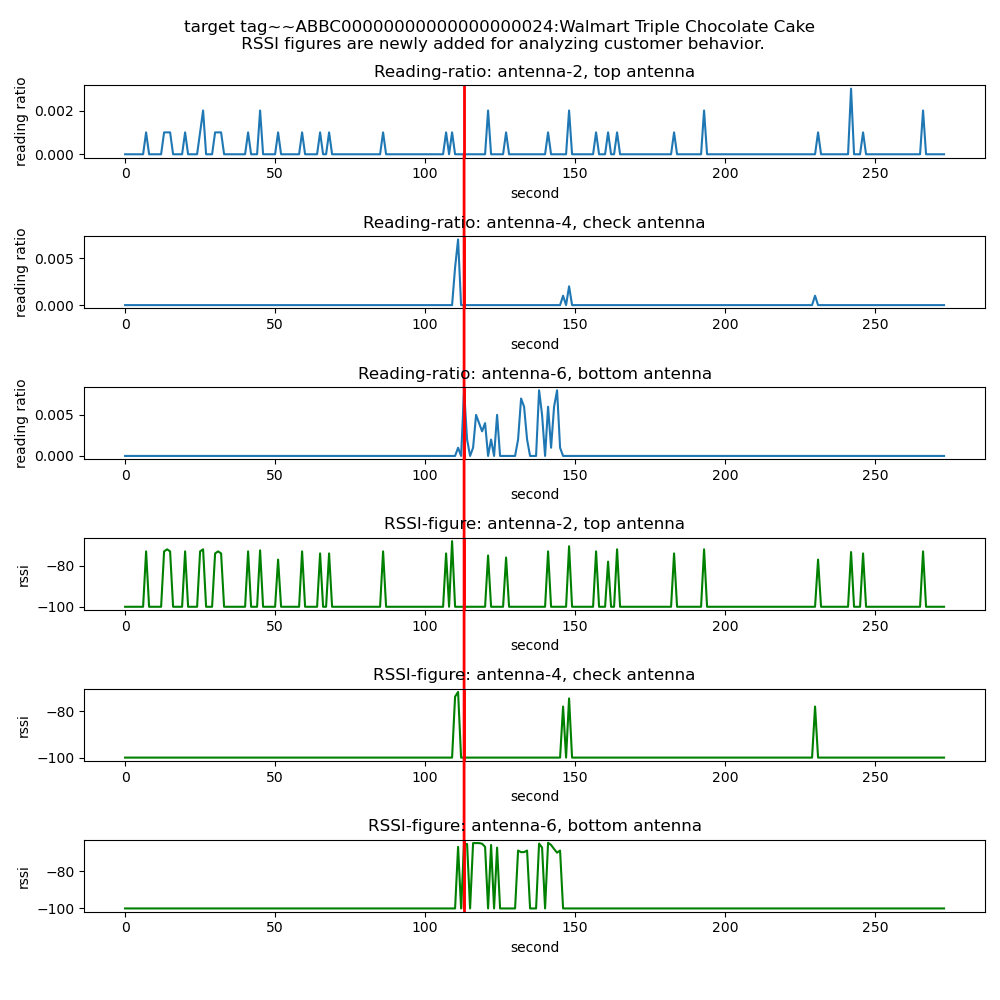 target tag~~ABBC00000000000000000024:Walmart Triple Chocolate Cake
RSSI figures are newly added for analyzing customer behavior.
Reading-ratio: antenna-2, top antenna
reading ratio
0.002
0.000
0 50 100 150 200 250
second
Reading-ratio: antenna-4, check antenna
reading ratio
0.005
0.000
0 50 100 150 200 250
second
Reading-ratio: antenna-6, bottom antenna
reading ratio
0.005
0.000
0 50 100 150 200 250
second
RSSI-figure: antenna-2, top antenna
rssi
−80
−100
0 50 100 150 200 250
second
RSSI-figure: antenna-4, check antenna
rssi
−80
−100
0 50 100 150 200 250
second
RSSI-figure: antenna-6, bottom antenna
rssi
−80
−100
0 50 100 150 200 250
second